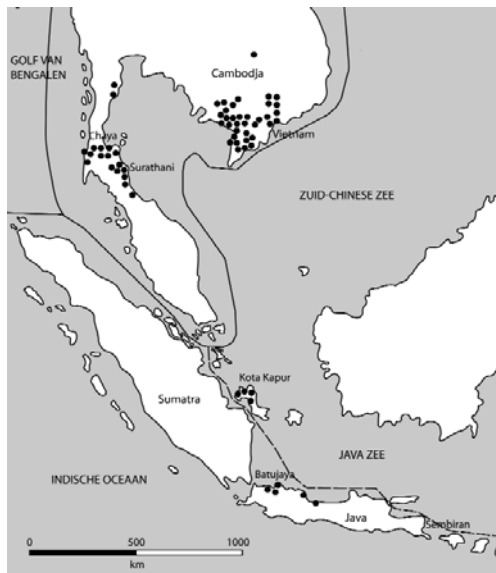 GOLF VAN
BENGALEN
Cambodja
Chaya
Vietnam
Surathani
ZUID-CHINESE ZEE
Kota Kapur
Sumatra
JAVA ZEE
INDISCHE OCEAAN
Batujaya
Java
Sembiran
0 500 1000
km